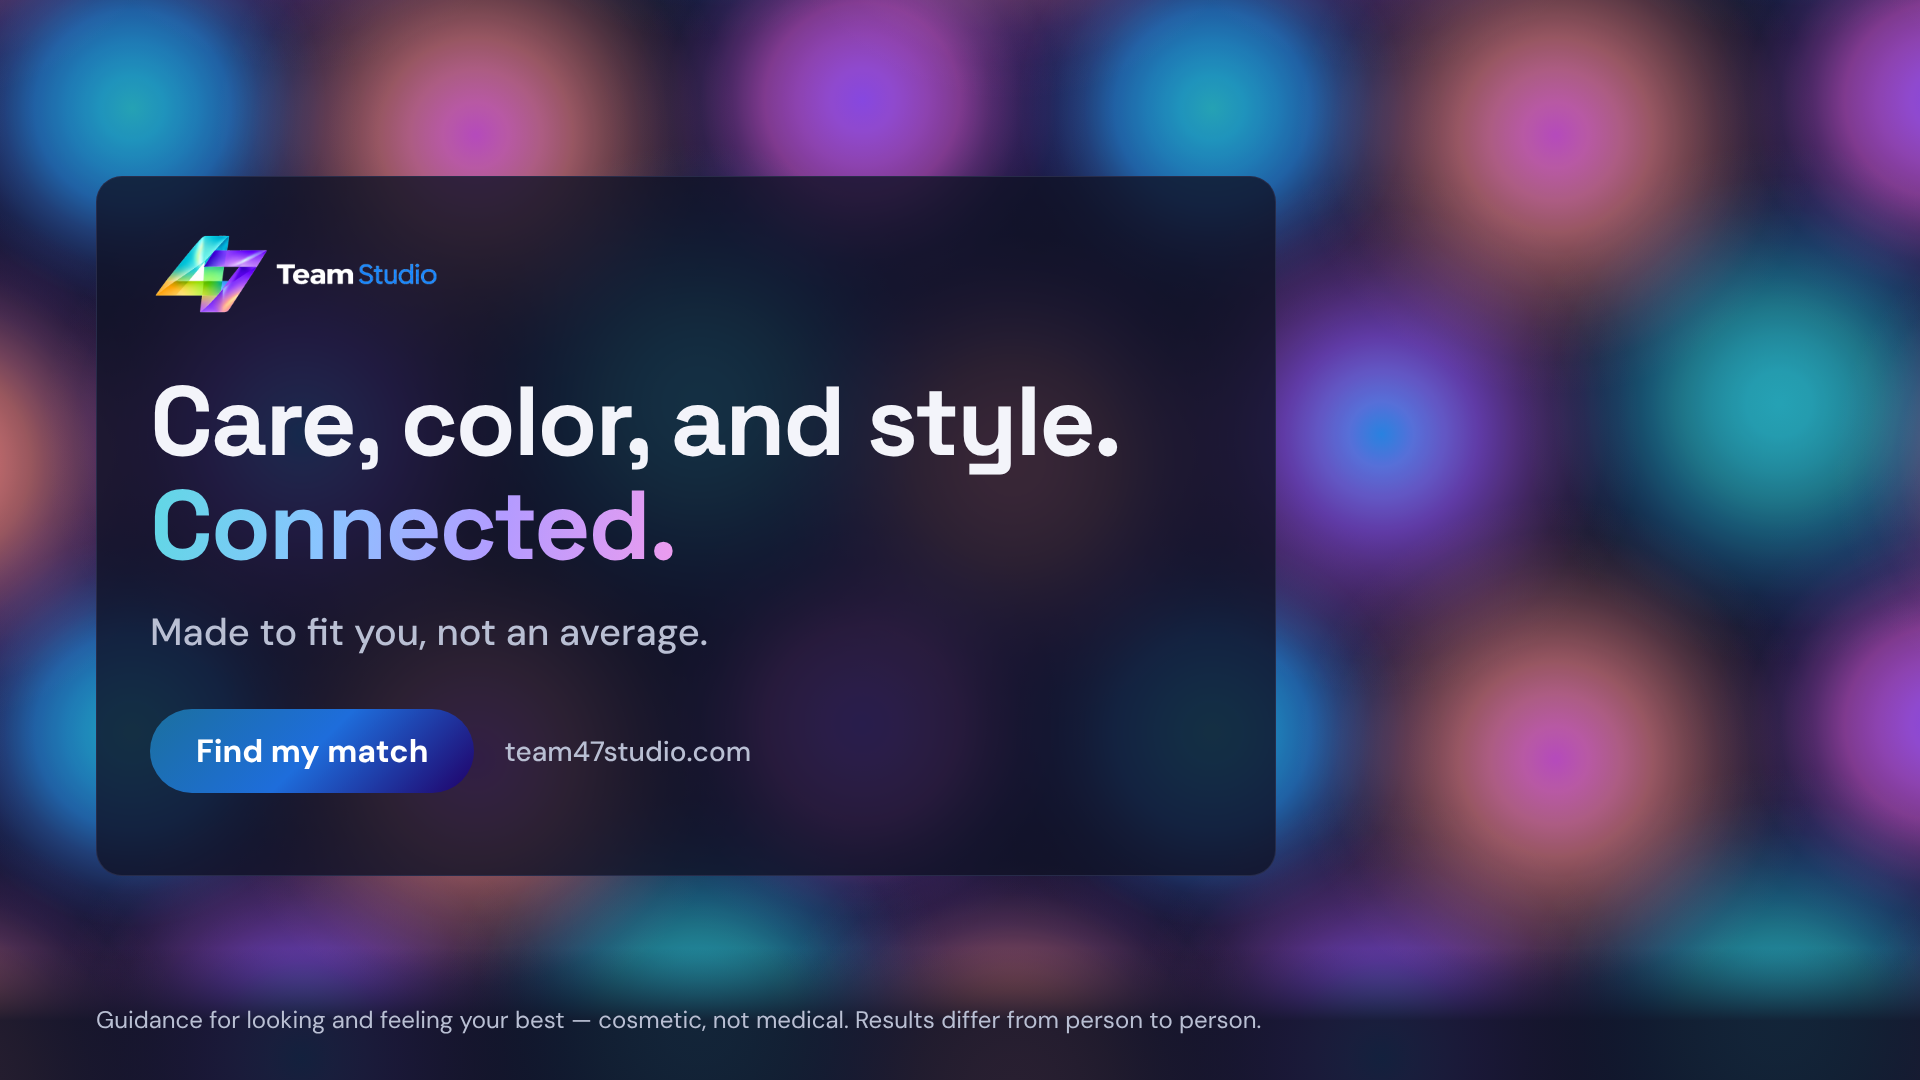 47 Team Studio
Care, color, and style.
Connected.
Made to fit you, not an average.
Find my match
team47studio.com
Guidance for looking and feeling your best — cosmetic, not medical. Results differ from person to person.